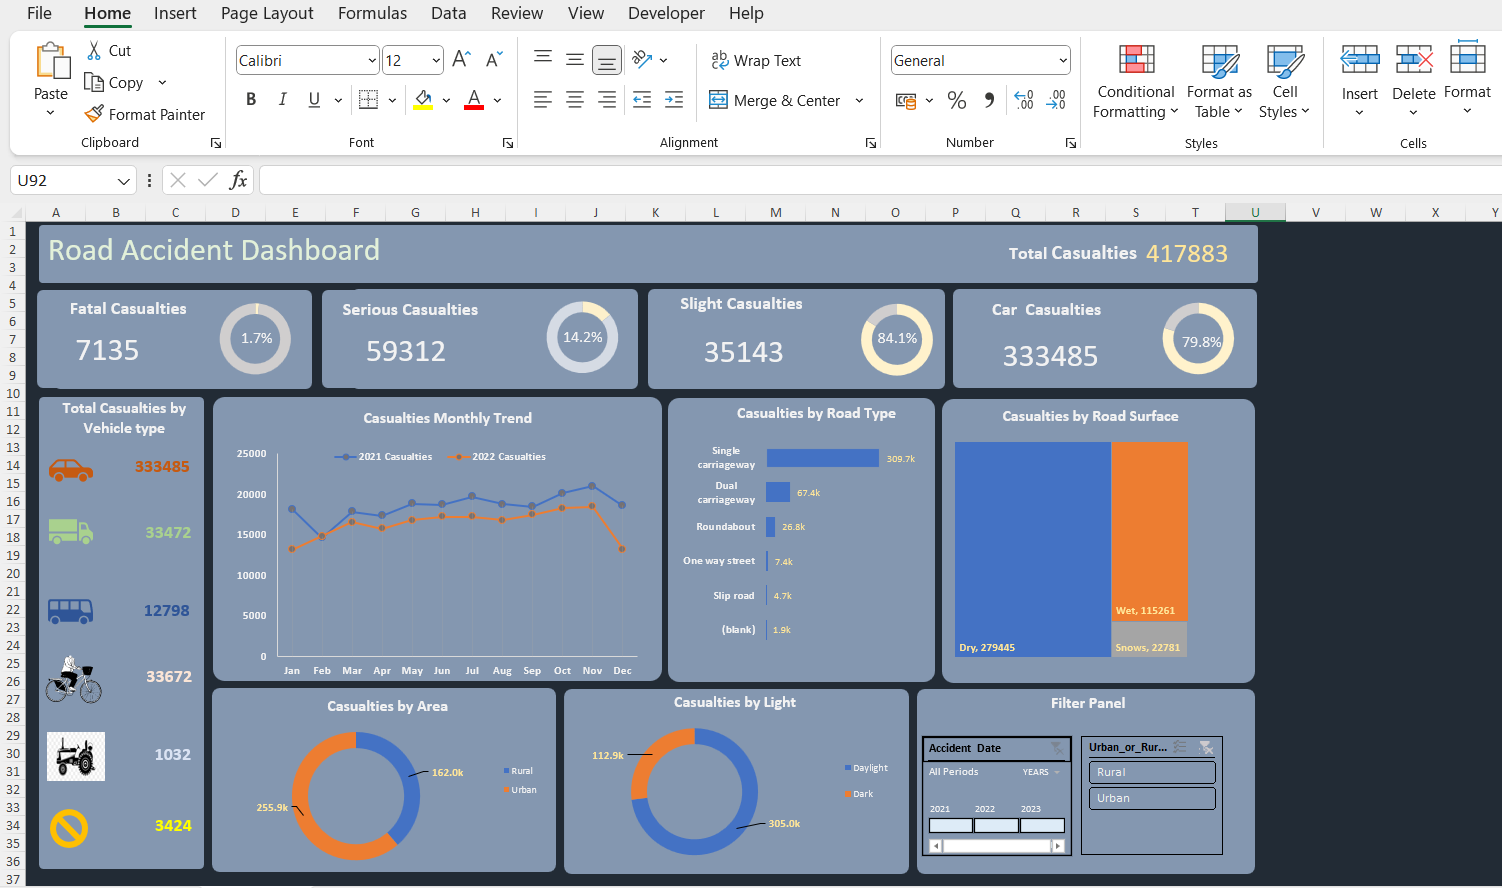 File Home Insert Page Layout Formulas Data Review View Developer Help
Paste
Cut
Copy
Format Painter
Clipboard
Calibri 12
B I U
Font
Wrap Text
Merge & Center
Alignment
General
Number
Conditional Formatting
Format as Table
Cell Styles
Styles
Insert Delete Format
Cells
U92
fx
A B C D E F G H I J K L M N O P Q R S T U V W X Y
1
2
3
4
5
6
7
8
9
10
11
12
13
14
15
16
17
18
19
20
21
22
23
24
25
26
27
28
29
30
31
32
33
34
35
36
37
Road Accident Dashboard
Total Casualties 417883
Fatal Casualties
7135
1.7%
Serious Casualties
59312
14.2%
Slight Casualties
35143
84.1%
Car Casualties
333485
79.8%
Total Casualties by
Vehicle type
333485
33472
12798
33672
1032
3424
Casualties Monthly Trend
2021 Casualties 2022 Casualties
25000
20000
15000
10000
5000
0
Jan Feb Mar Apr May Jun Jul Aug Sep Oct Nov Dec
Casualties by Road Type
Single
carriageway
309.7k
Dual
carriageway
67.4k
Roundabout 26.8k
One way street 7.4k
Slip road 4.7k
(blank) 1.9k
Casualties by Road Surface
Dry, 279445
Wet, 115261
Snows, 22781
Casualties by Area
162.0k
255.9k
Rural
Urban
Casualties by Light
112.9k
305.0k
Daylight
Dark
Filter Panel
Accident Date
All Periods YEARS
2021 2022 2023
Urban_or_Rur...
Rural
Urban